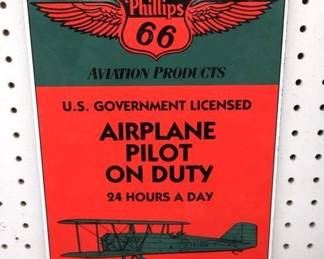 Phillips
66
AVIATION PRODUCTS
U.S. GOVERNMENT LICENSED
AIRPLANE
PILOT
ON DUTY
24 HOURS A DAY